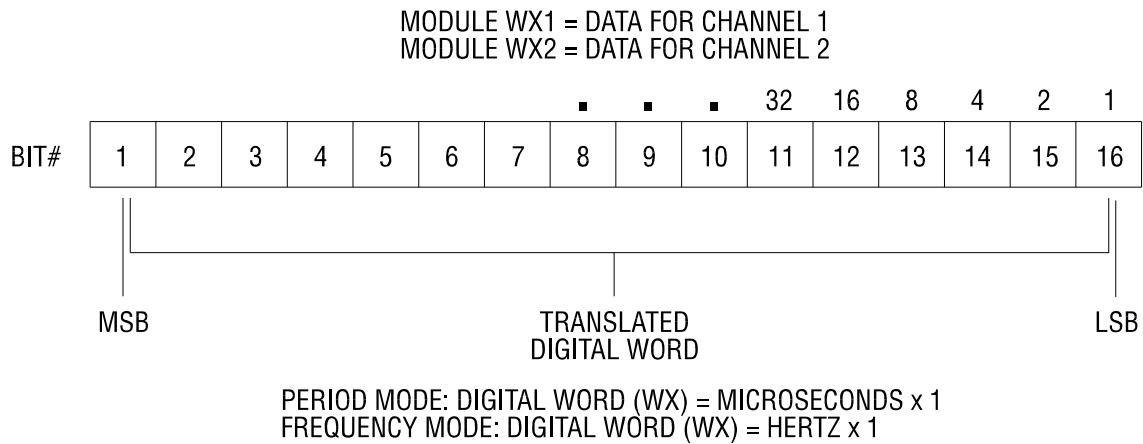 MODULE WX1 = DATA FOR CHANNEL 1
MODULE WX2 = DATA FOR CHANNEL 2
. . . 32 16 8 4 2 1
BIT# 1 2 3 4 5 6 7 8 9 10 11 12 13 14 15 16
MSB TRANSLATED LSB
DIGITAL WORD
PERIOD MODE: DIGITAL WORD (WX) = MICROSECONDS x 1
FREQUENCY MODE: DIGITAL WORD (WX) = HERTZ x 1